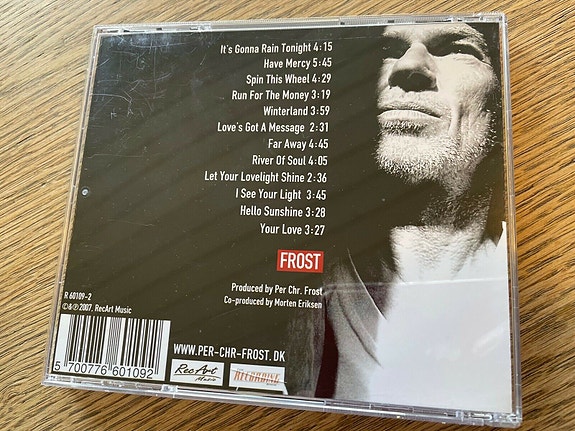 It's Gonna Rain Tonight 4:15
Have Mercy 5:45
Spin This Wheel 4:29
Run For The Money 3:19
Winterland 3:59
Love's Got A Message 2:31
Far Away 4:45
River Of Soul 4:05
Let Your Lovelight Shine 2:36
I See Your Light 3:45
Hello Sunshine 3:28
Your Love 3:27
FROST
Produced by Per Chr. Frost
Co-produced by Morten Eriksen
R 60109-2
©&℗ 2007, RecArt Music
5 700776 601092
WWW.PER-CHR-FROST.DK
RecArt
Music